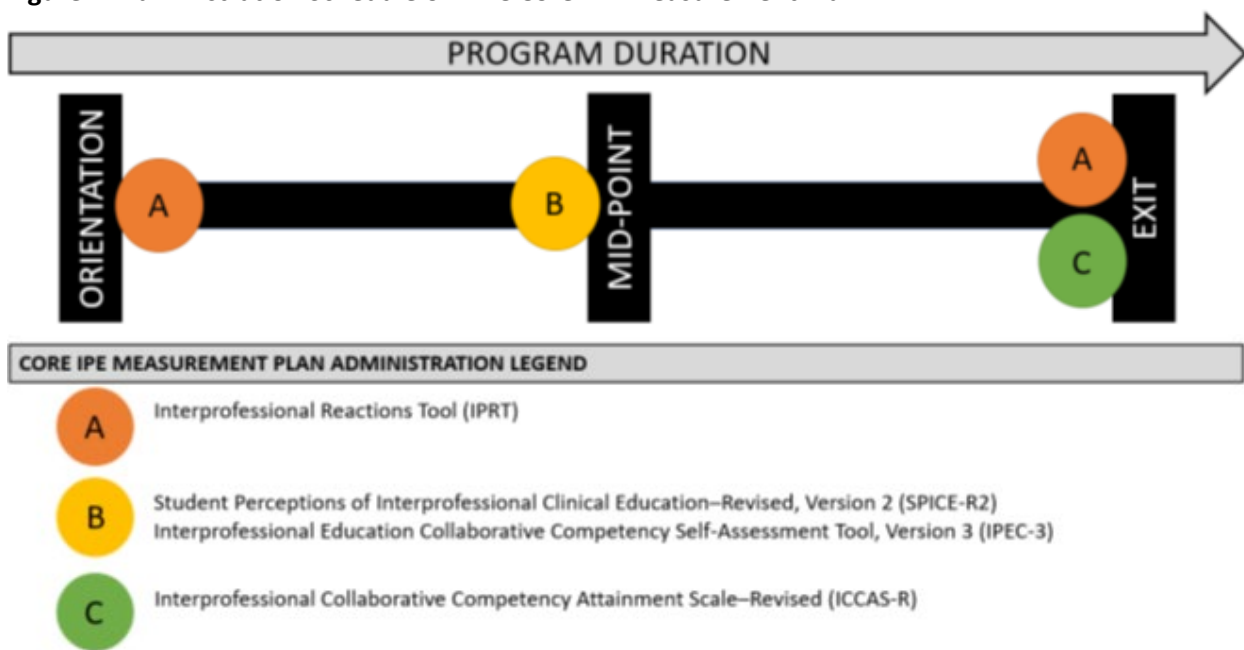 PROGRAM DURATION
ORIENTATION
A
B
MID-POINT
A
C
EXIT
CORE IPE MEASUREMENT PLAN ADMINISTRATION LEGEND
A
Interprofessional Reactions Tool (IPRT)
B
Student Perceptions of Interprofessional Clinical Education–Revised, Version 2 (SPICE-R2)
Interprofessional Education Collaborative Competency Self-Assessment Tool, Version 3 (IPEC-3)
C
Interprofessional Collaborative Competency Attainment Scale–Revised (ICCAS-R)